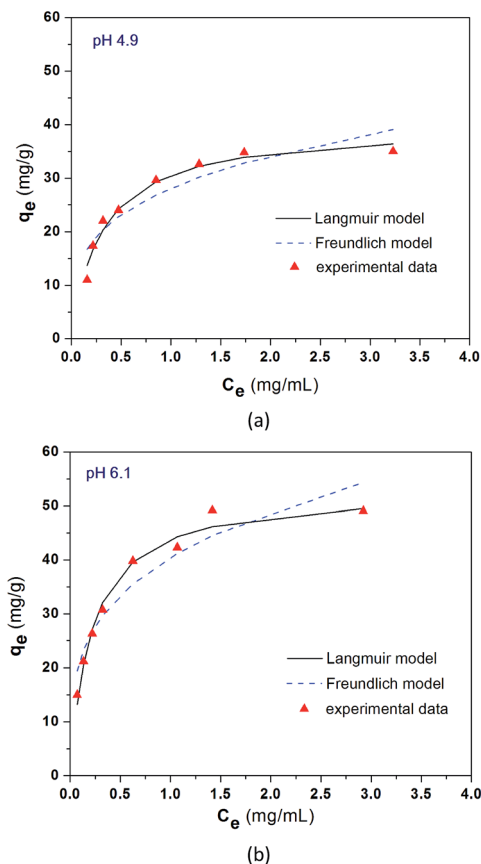 60
50
40
30
20
10
0
qe (mg/g)
pH 4.9
Langmuir model
Freundlich model
experimental data
0.0 0.5 1.0 1.5 2.0 2.5 3.0 3.5 4.0
Ce (mg/mL)
(a)
60
50
40
30
20
10
0
qe (mg/g)
pH 6.1
Langmuir model
Freundlich model
experimental data
0.0 0.5 1.0 1.5 2.0 2.5 3.0 3.5 4.0
Ce (mg/mL)
(b)